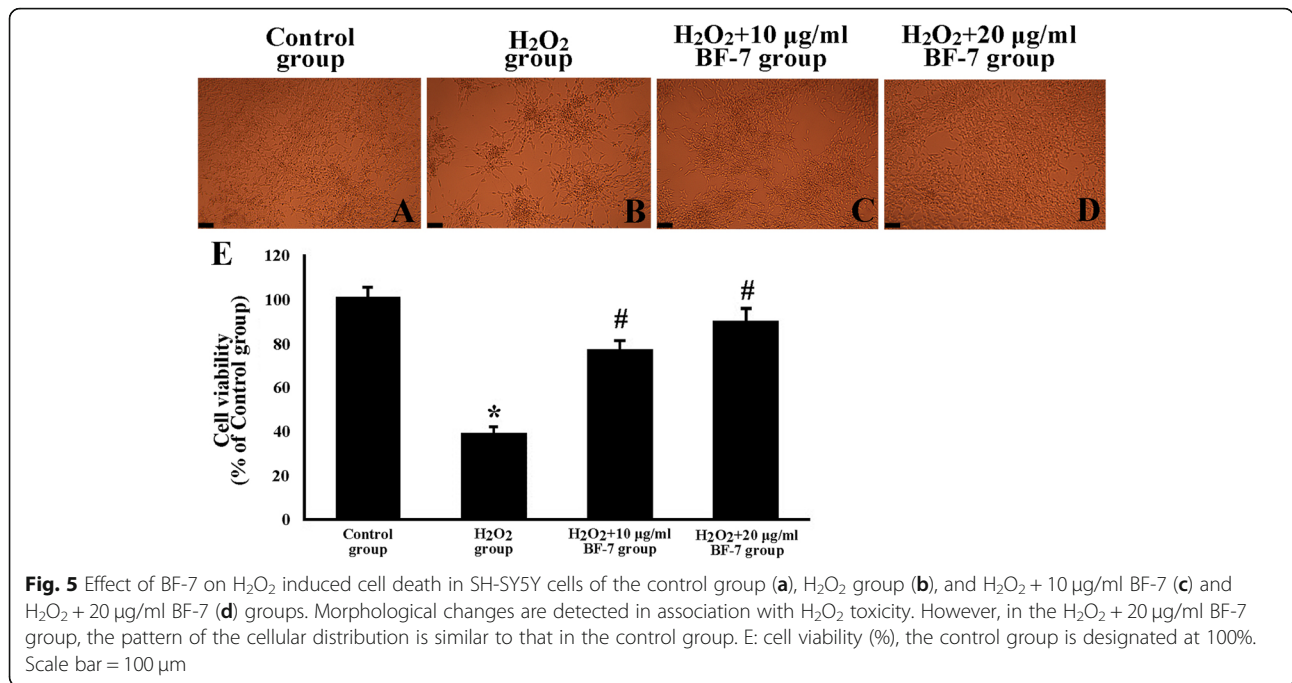 Control
group
H₂O₂
group
H₂O₂+10 µg/ml
BF-7 group
H₂O₂+20 µg/ml
BF-7 group
A
B
C
D
E
Cell viability
(% of Control group)
120
100
80
60
40
20
0
*
#
#
Control
group
H₂O₂
group
H₂O₂+10 µg/ml
BF-7 group
H₂O₂+20 µg/ml
BF-7 group
Fig. 5 Effect of BF-7 on H₂O₂ induced cell death in SH-SY5Y cells of the control group (a), H₂O₂ group (b), and H₂O₂ + 10 µg/ml BF-7 (c) and
H₂O₂ + 20 µg/ml BF-7 (d) groups. Morphological changes are detected in association with H₂O₂ toxicity. However, in the H₂O₂ + 20 µg/ml BF-7
group, the pattern of the cellular distribution is similar to that in the control group. E: cell viability (%), the control group is designated at 100%.
Scale bar = 100 µm